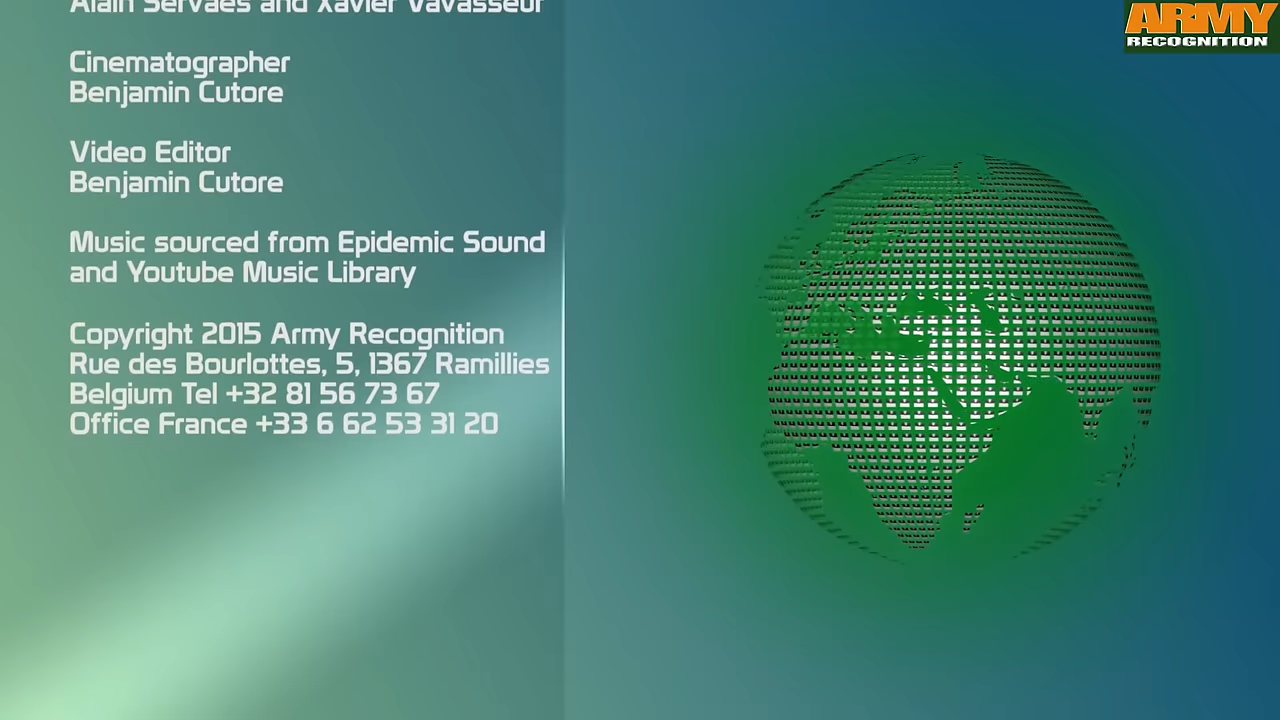 Alain Servaes and Xavier Vavasseur
Cinematographer
Benjamin Cutore
Video Editor
Benjamin Cutore
Music sourced from Epidemic Sound
and Youtube Music Library
Copyright 2015 Army Recognition
Rue des Bourlottes, 5, 1367 Ramillies
Belgium Tel +32 81 56 73 67
Office France +33 6 62 53 31 20
ARMY
RECOGNITION